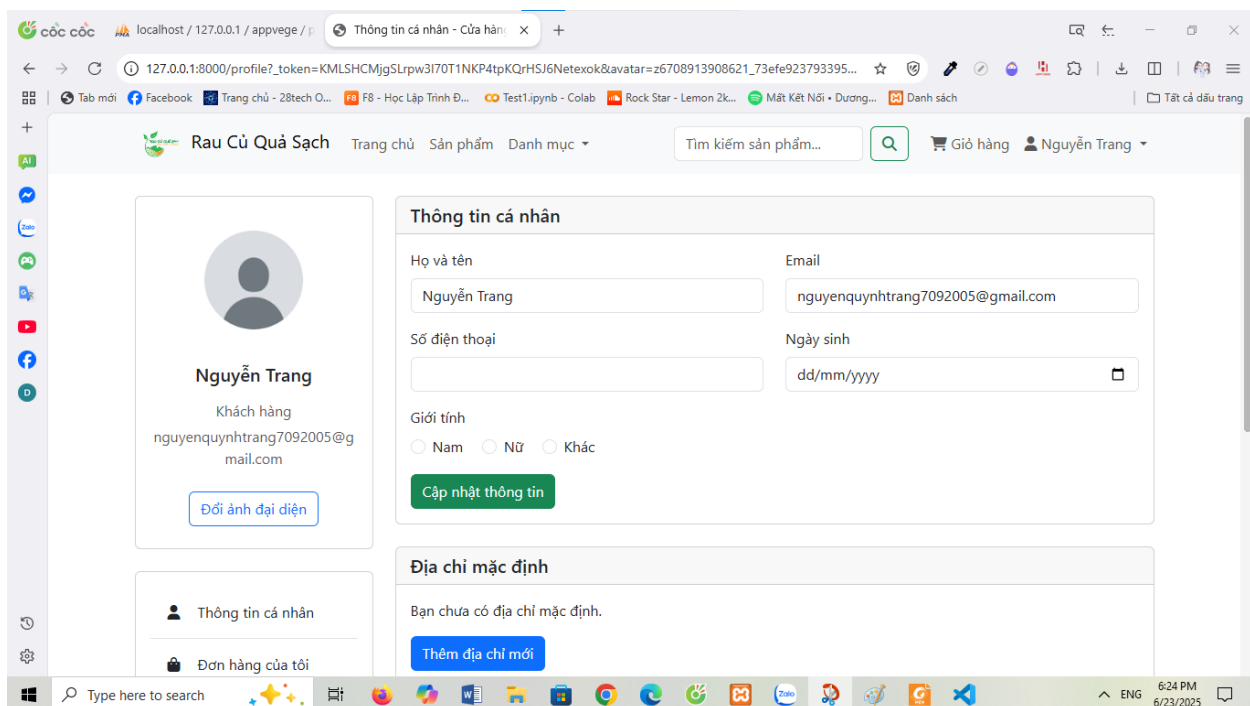 cốc cốc
localhost / 127.0.0.1 / appvege / p
Thông tin cá nhân - Cửa hàng
127.0.0.1:8000/profile?_token=KMLSHCMjgSLrpw3I70T1NKP4tpKQrHSJ6Netexok&avatar=z6708913908621_73efe923793395...
Tab mới
Facebook
Trang chủ - 28tech O...
F8
F8 - Học Lập Trình Đ...
Test1.ipynb - Colab
Rock Star - Lemon 2k...
Mất Kết Nối • Dương...
Danh sách
Tất cả dấu trang
AI
Zalo
D
Rau Củ Quả Sạch
Trang chủ
Sản phẩm
Danh mục
Tìm kiếm sản phẩm...
Giỏ hàng
Nguyễn Trang
Nguyễn Trang
Khách hàng
nguyenquynhtrang7092005@g
mail.com
Đổi ảnh đại diện
Thông tin cá nhân
Đơn hàng của tôi
Thông tin cá nhân
Họ và tên
Email
Nguyễn Trang
nguyenquynhtrang7092005@gmail.com
Số điện thoại
Ngày sinh
dd/mm/yyyy
Giới tính
Nam
Nữ
Khác
Cập nhật thông tin
Địa chỉ mặc định
Bạn chưa có địa chỉ mặc định.
Thêm địa chỉ mới
Type here to search
Zalo
ENG
6:24 PM
6/23/2025